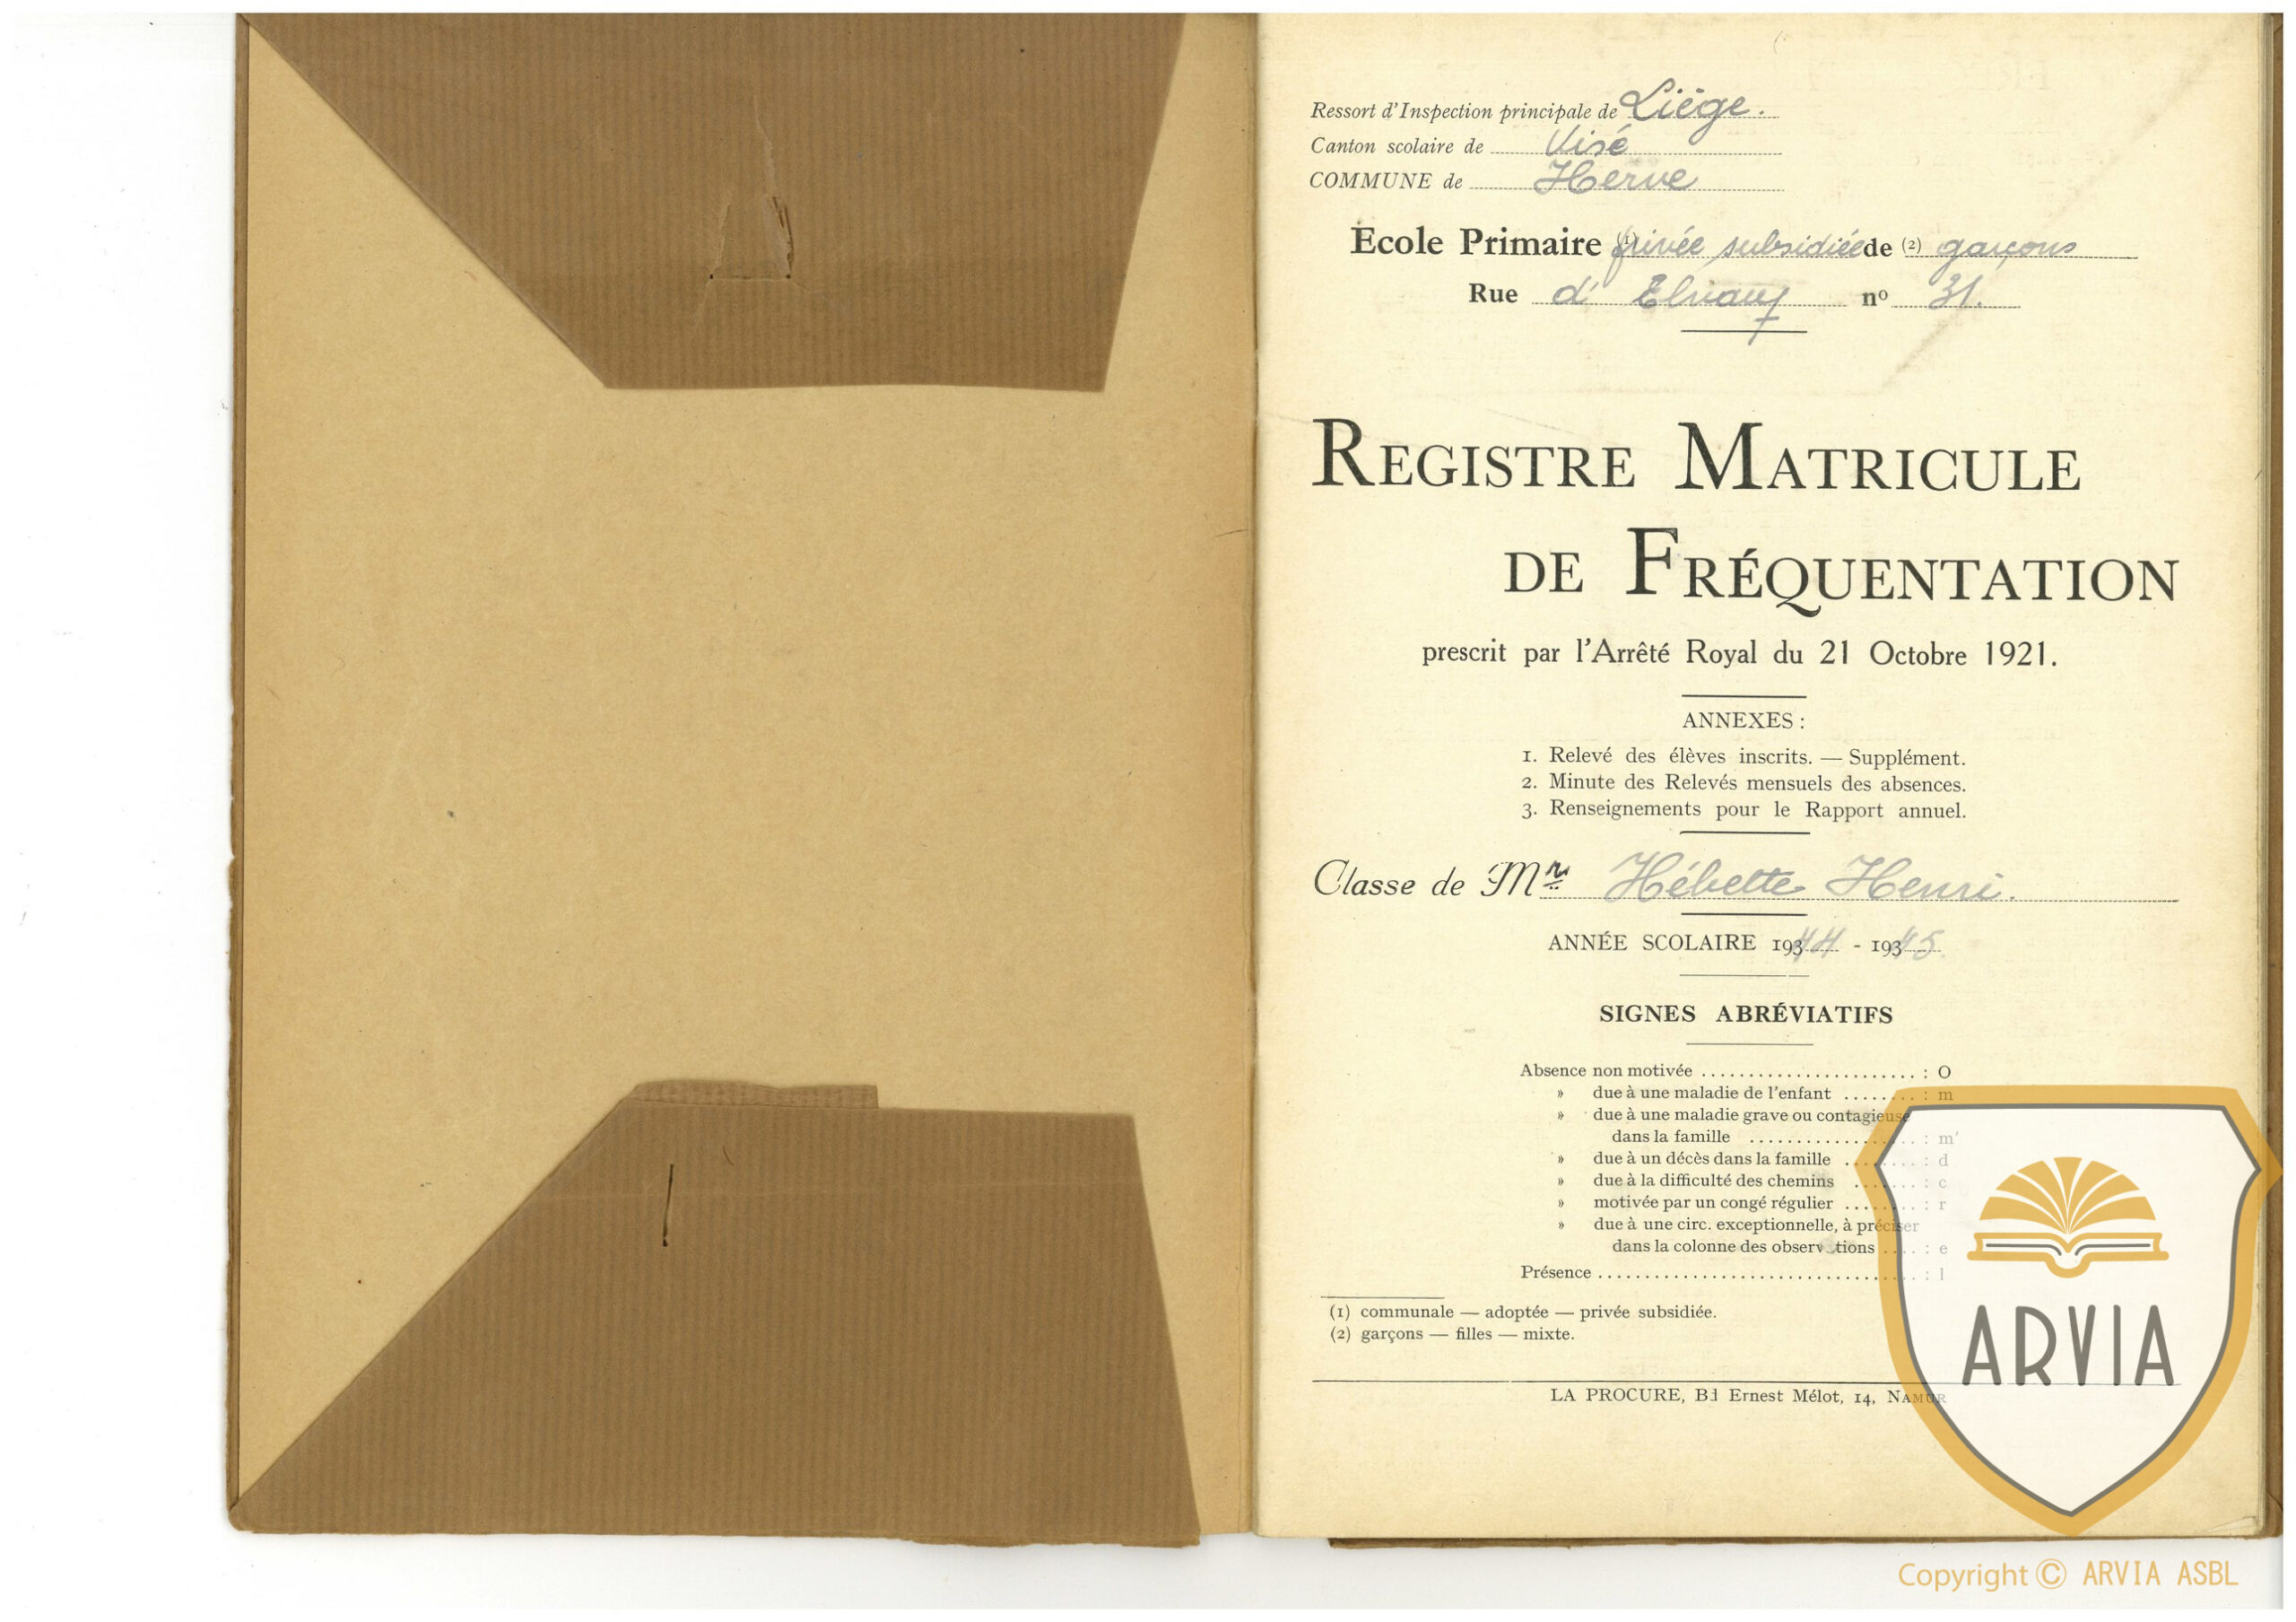 Ressort d'Inspection principale de Liège.
Canton scolaire de Visé
COMMUNE de Herve
Ecole Primaire (1) privée subsidiée de (2) garçons
Rue d' Elvaux nº 31.
REGISTRE MATRICULE
DE FRÉQUENTATION
prescrit par l'Arrêté Royal du 21 Octobre 1921.
ANNEXES :
1. Relevé des élèves inscrits. — Supplément.
2. Minute des Relevés mensuels des absences.
3. Renseignements pour le Rapport annuel.
Classe de Mr Hébette Henri.
ANNÉE SCOLAIRE 19344 - 19345
SIGNES ABRÉVIATIFS
Absence non motivée ....................... : O
» due à une maladie de l'enfant ........ : m
» due à une maladie grave ou contagieuse
dans la famille .................. : m'
» due à un décès dans la famille ........ : d
» due à la difficulté des chemins ....... : c
» motivée par un congé régulier ........ : r
» due à une circ. exceptionnelle, à préciser
dans la colonne des observations .... : e
Présence .................................. : l
(1) communale — adoptée — privée subsidiée.
(2) garçons — filles — mixte.
LA PROCURE, Bd Ernest Mélot, 14, NAMUR
ARVIA
Copyright © ARVIA ASBL